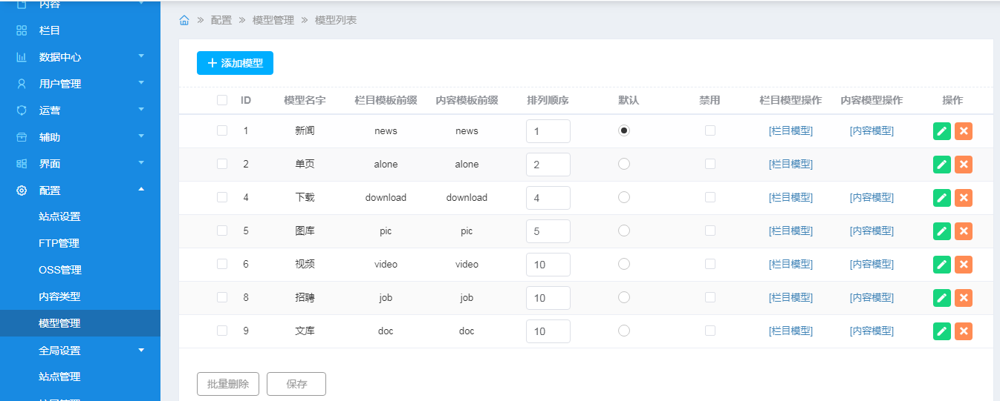 内容
栏目
数据中心
用户管理
运营
辅助
界面
配置
站点设置
FTP管理
OSS管理
内容类型
模型管理
全局设置
站点管理
» 配置 » 模型管理 » 模型列表
+ 添加模型
ID 模型名字 栏目模板前缀 内容模板前缀 排列顺序 默认 禁用 栏目模型操作 内容模型操作 操作
1 新闻 news news 1 [栏目模型] [内容模型]
2 单页 alone alone 2 [栏目模型]
4 下载 download download 4 [栏目模型] [内容模型]
5 图库 pic pic 5 [栏目模型] [内容模型]
6 视频 video video 10 [栏目模型] [内容模型]
8 招聘 job job 10 [栏目模型] [内容模型]
9 文库 doc doc 10 [栏目模型] [内容模型]
批量删除 保存